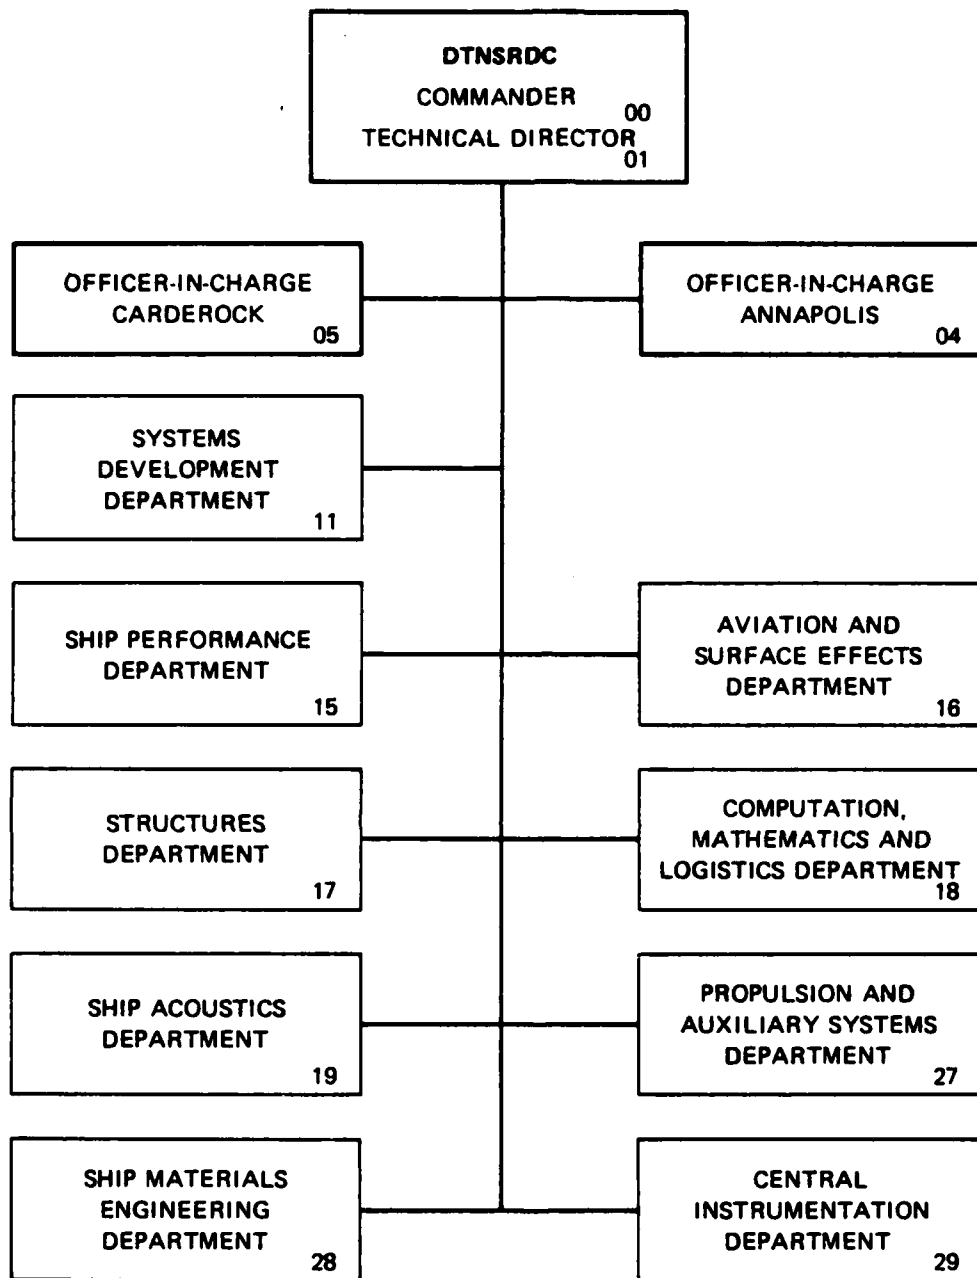 DTNSRDC
COMMANDER
00
TECHNICAL DIRECTOR
01
OFFICER-IN-CHARGE
CARDEROCK
05
OFFICER-IN-CHARGE
ANNAPOLIS
04
SYSTEMS
DEVELOPMENT
DEPARTMENT
11
SHIP PERFORMANCE
DEPARTMENT
15
AVIATION AND
SURFACE EFFECTS
DEPARTMENT
16
STRUCTURES
DEPARTMENT
17
COMPUTATION,
MATHEMATICS AND
LOGISTICS DEPARTMENT
18
SHIP ACOUSTICS
DEPARTMENT
19
PROPULSION AND
AUXILIARY SYSTEMS
DEPARTMENT
27
SHIP MATERIALS
ENGINEERING
DEPARTMENT
28
CENTRAL
INSTRUMENTATION
DEPARTMENT
29